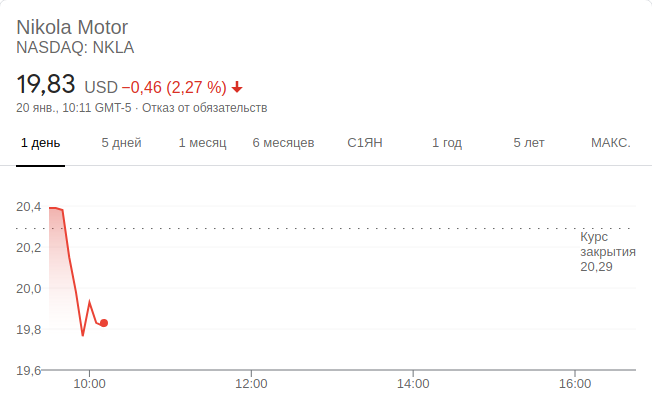 Nikola Motor
NASDAQ: NKLA
19,83 USD −0,46 (2,27 %)
20 янв., 10:11 GMT-5 · Отказ от обязательств
1 день 5 дней 1 месяц 6 месяцев С1ЯН 1 год 5 лет МАКС.
20,4
Курс
закрытия
20,29
20,2
20,0
19,8
19,6
10:00 12:00 14:00 16:00